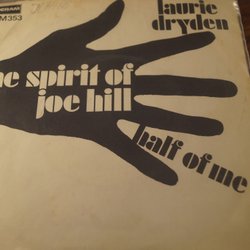 DERAM
laurie
M353
dryden
he spirit of
joe hill
half of me